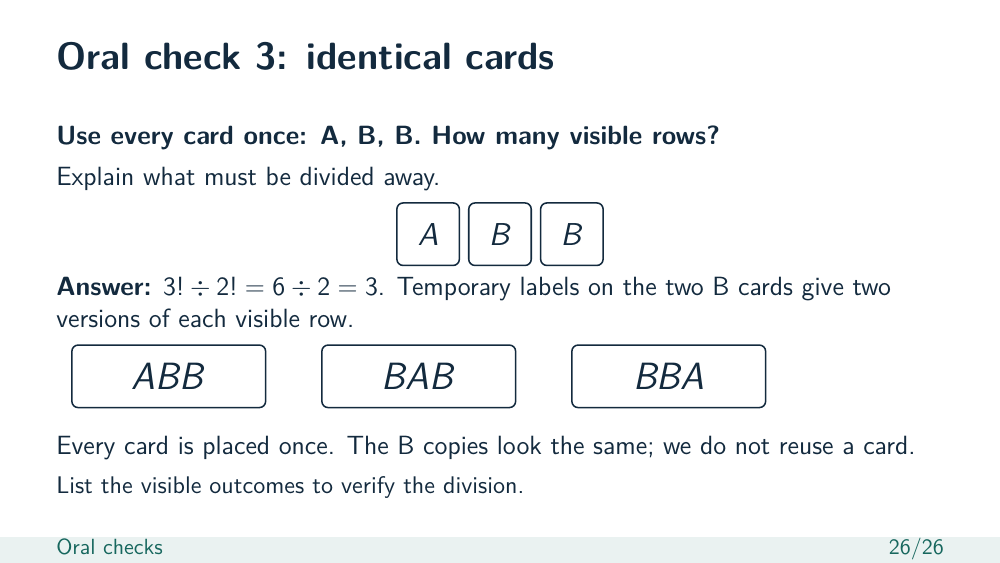 Oral check 3: identical cards
Use every card once: A, B, B. How many visible rows?
Explain what must be divided away.
A B B
Answer: 3! ÷ 2! = 6 ÷ 2 = 3. Temporary labels on the two B cards give two
versions of each visible row.
ABB BAB BBA
Every card is placed once. The B copies look the same; we do not reuse a card.
List the visible outcomes to verify the division.
Oral checks 26/26